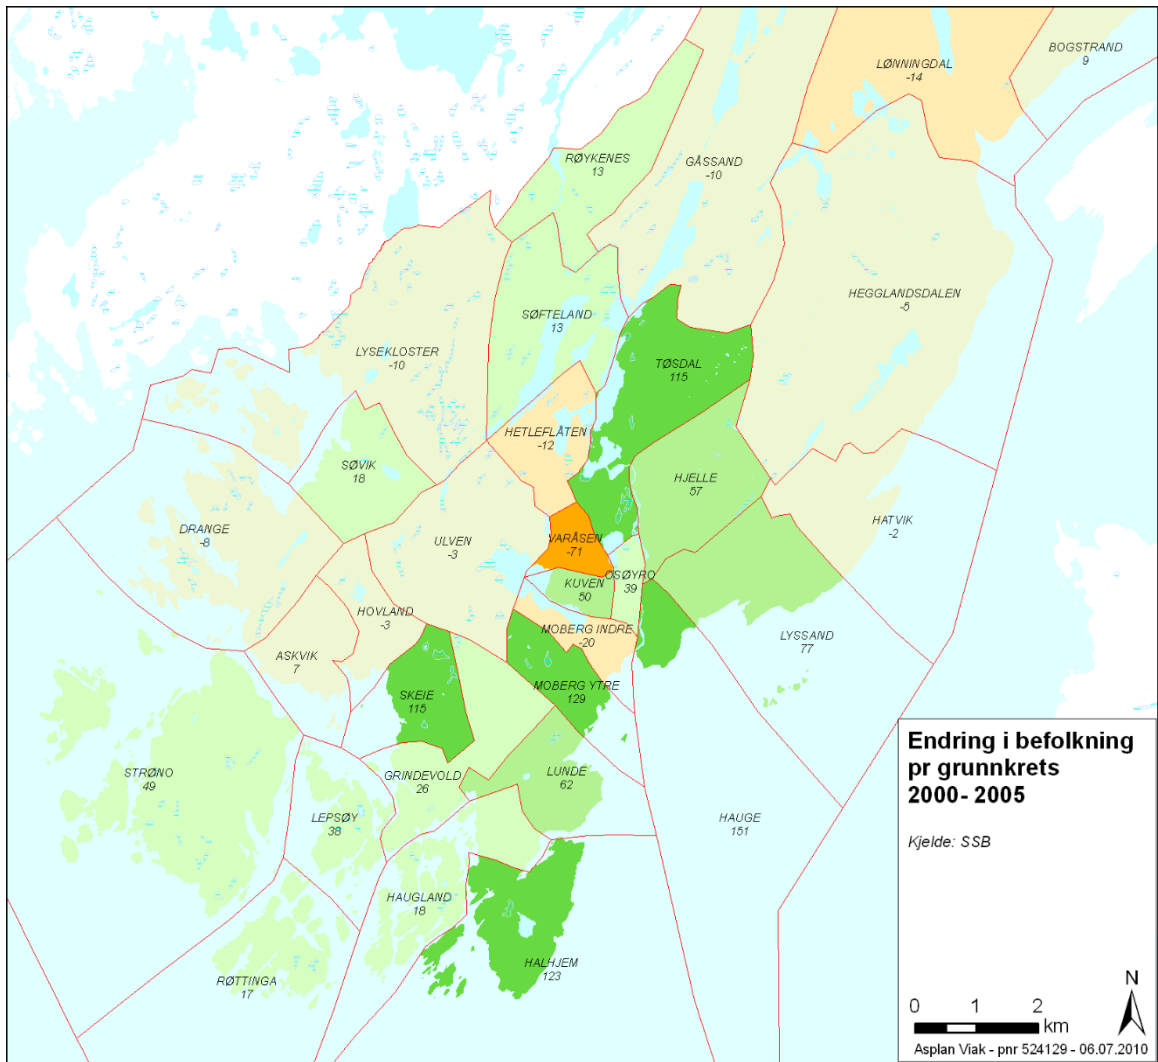 BOGSTRAND
9
LØNNINGDAL
-14
RØYKENES
13
GÅSSAND
-10
HEGGLANDSDALEN
-5
SØFTELAND
13
LYSEKLOSTER
-10
TØSDAL
115
HETLEFLÅTEN
-12
SØVIK
18
HJELLE
57
DRANGE
-8
ULVEN
-3
VARÅSEN
-71
HATVIK
-2
OSØYRO
39
KUVEN
50
HOVLAND
-3
MOBERG INDRE
-20
LYSSAND
77
ASKVIK
7
SKEIE
115
MOBERG YTRE
129
STRØNO
49
GRINDEVOLD
26
LUNDE
62
LEPSØY
38
HAUGE
151
HAUGLAND
18
RØTTINGA
17
HALHJEM
123
Endring i befolkning
pr grunnkrets
2000- 2005
Kjelde: SSB
N
0 1 2
km
Asplan Viak - pnr 524129 - 06.07.2010